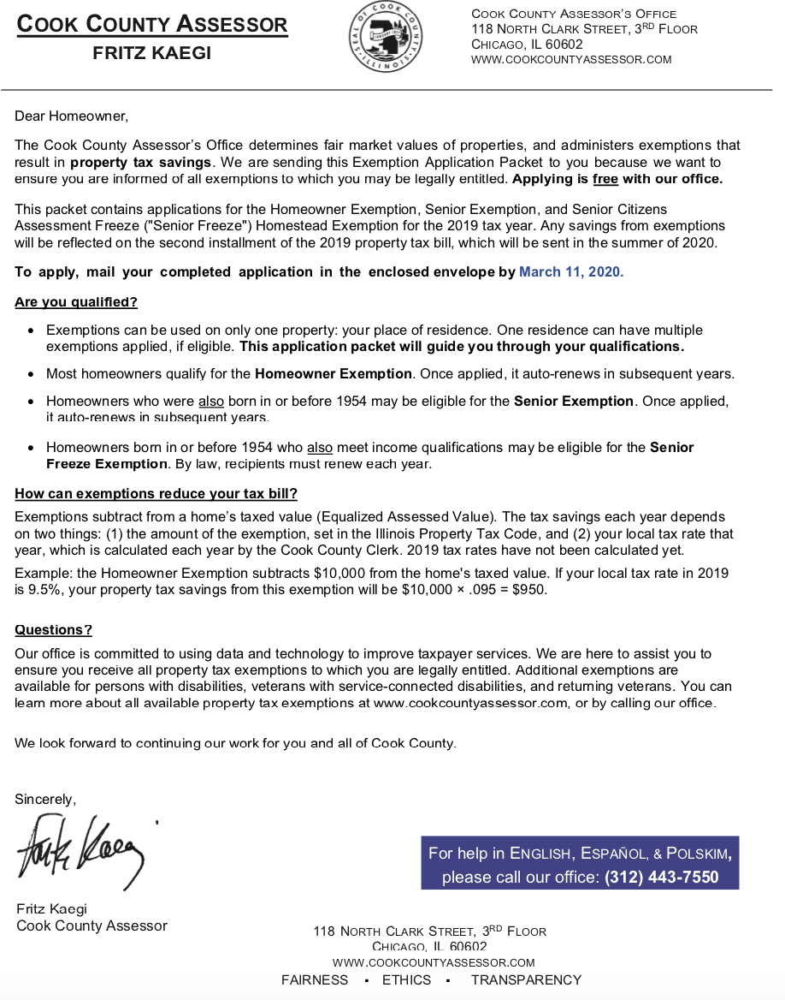 COOK COUNTY ASSESSOR
FRITZ KAEGI
SEAL OF COOK COUNTY
ILLINOIS
COOK COUNTY ASSESSOR'S OFFICE
118 NORTH CLARK STREET, 3RD FLOOR
CHICAGO, IL 60602
WWW.COOKCOUNTYASSESSOR.COM
Dear Homeowner,
The Cook County Assessor's Office determines fair market values of properties, and administers exemptions that
result in property tax savings. We are sending this Exemption Application Packet to you because we want to
ensure you are informed of all exemptions to which you may be legally entitled. Applying is free with our office.
This packet contains applications for the Homeowner Exemption, Senior Exemption, and Senior Citizens
Assessment Freeze ("Senior Freeze") Homestead Exemption for the 2019 tax year. Any savings from exemptions
will be reflected on the second installment of the 2019 property tax bill, which will be sent in the summer of 2020.
To apply, mail your completed application in the enclosed envelope by March 11, 2020.
Are you qualified?
• Exemptions can be used on only one property: your place of residence. One residence can have multiple
exemptions applied, if eligible. This application packet will guide you through your qualifications.
• Most homeowners qualify for the Homeowner Exemption. Once applied, it auto-renews in subsequent years.
• Homeowners who were also born in or before 1954 may be eligible for the Senior Exemption. Once applied,
it auto-renews in subsequent years.
• Homeowners born in or before 1954 who also meet income qualifications may be eligible for the Senior
Freeze Exemption. By law, recipients must renew each year.
How can exemptions reduce your tax bill?
Exemptions subtract from a home's taxed value (Equalized Assessed Value). The tax savings each year depends
on two things: (1) the amount of the exemption, set in the Illinois Property Tax Code, and (2) your local tax rate that
year, which is calculated each year by the Cook County Clerk. 2019 tax rates have not been calculated yet.
Example: the Homeowner Exemption subtracts $10,000 from the home's taxed value. If your local tax rate in 2019
is 9.5%, your property tax savings from this exemption will be $10,000 × .095 = $950.
Questions?
Our office is committed to using data and technology to improve taxpayer services. We are here to assist you to
ensure you receive all property tax exemptions to which you are legally entitled. Additional exemptions are
available for persons with disabilities, veterans with service-connected disabilities, and returning veterans. You can
learn more about all available property tax exemptions at www.cookcountyassessor.com, or by calling our office.
We look forward to continuing our work for you and all of Cook County.
Sincerely,
Fritz Kaegi
For help in ENGLISH, ESPAÑOL, & POLSKIM,
please call our office: (312) 443-7550
Fritz Kaegi
Cook County Assessor
118 NORTH CLARK STREET, 3RD FLOOR
CHICAGO, IL 60602
WWW.COOKCOUNTYASSESSOR.COM
FAIRNESS ▪ ETHICS ▪ TRANSPARENCY